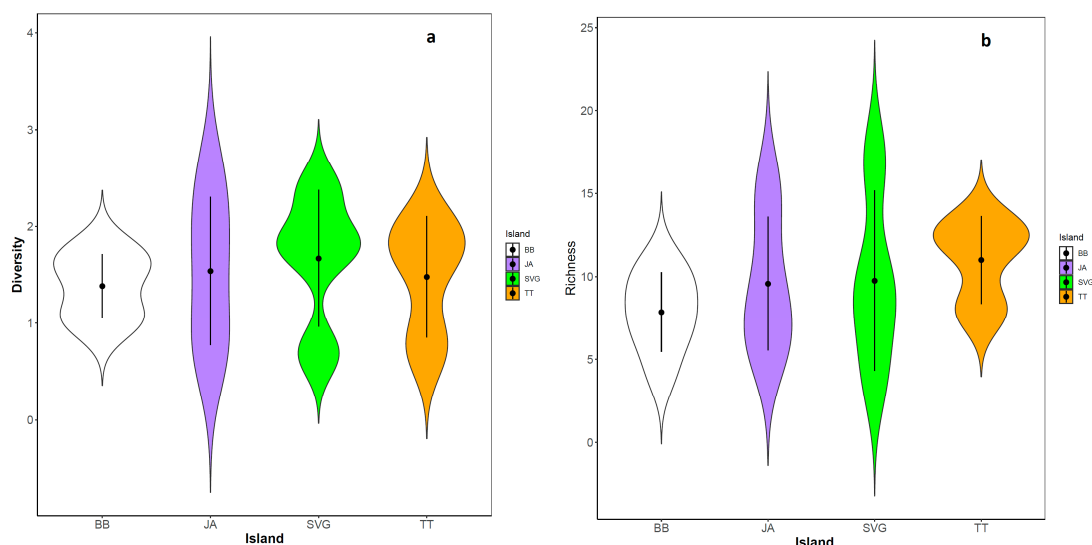 a
4
3
2
1
0
Diversity
BB
JA
SVG
TT
Island
Island
BB
JA
SVG
TT
b
25
20
15
10
5
0
Richness
BB
JA
SVG
TT
Island
Island
BB
JA
SVG
TT